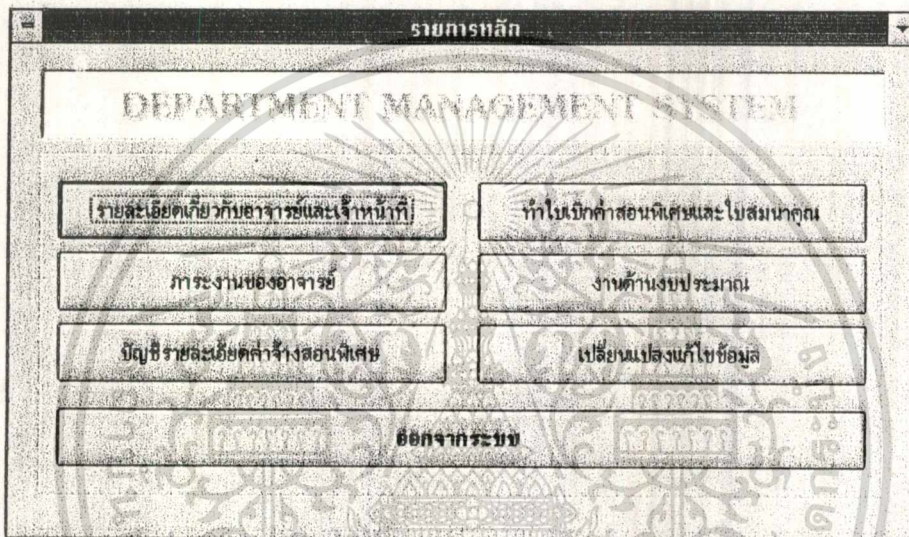 รายการหลัก
DEPARTMENT MANAGEMENT SYSTEM
รายละเอียดเกี่ยวกับอาจารย์และเจ้าหน้าที่
ทำใบเบิกค่าสอนพิเศษและใบสมนาคุณ
ภาระงานของอาจารย์
งานด้านงบประมาณ
บัญชีรายละเอียดค่าจ้างสอนพิเศษ
เปลี่ยนแปลงแก้ไขข้อมูล
ออกจากระบบ